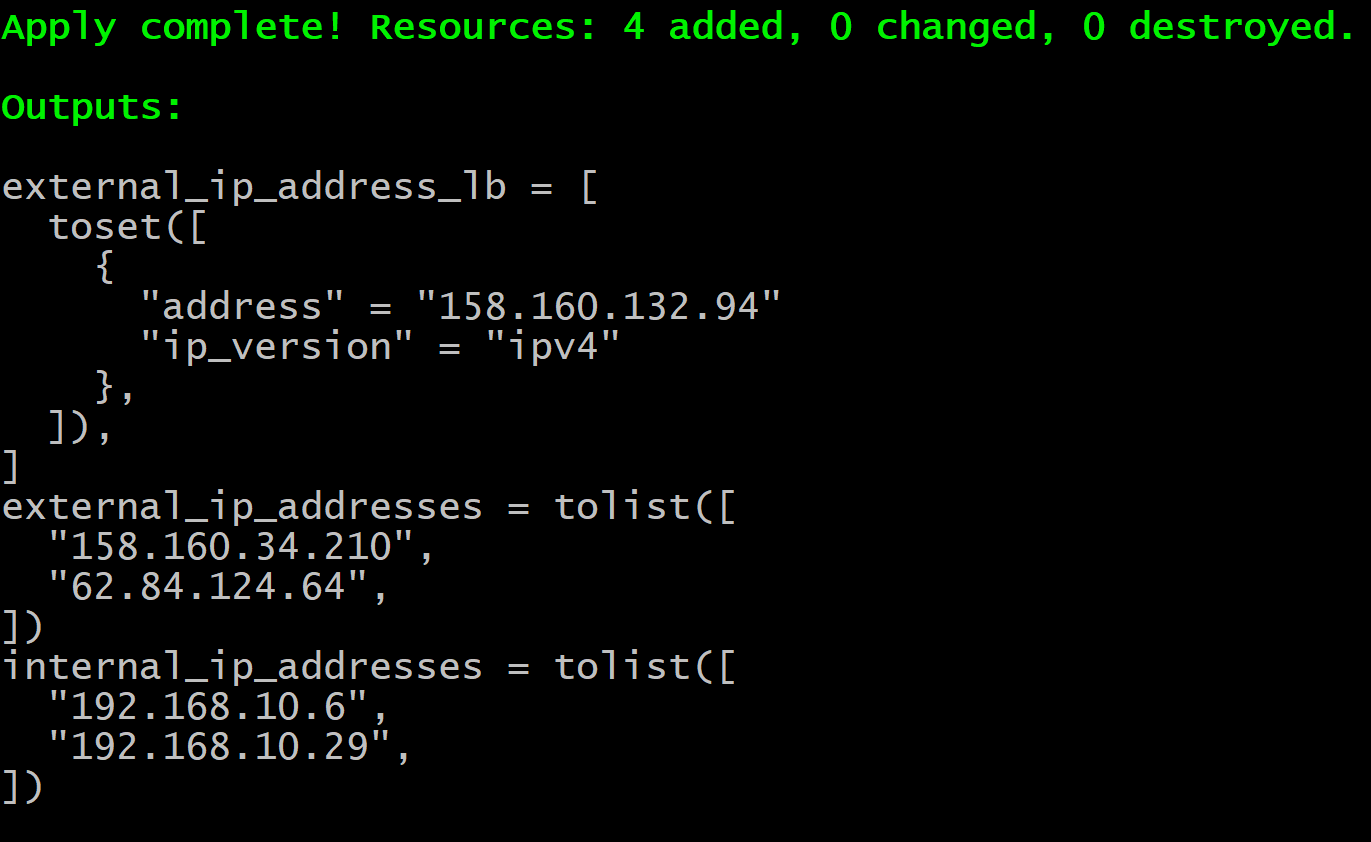 Apply complete! Resources: 4 added, 0 changed, 0 destroyed.
Outputs:
external_ip_address_lb = [
  toset([
    {
      "address" = "158.160.132.94"
      "ip_version" = "ipv4"
    },
  ]),
]
external_ip_addresses = tolist([
  "158.160.34.210",
  "62.84.124.64",
])
internal_ip_addresses = tolist([
  "192.168.10.6",
  "192.168.10.29",
])